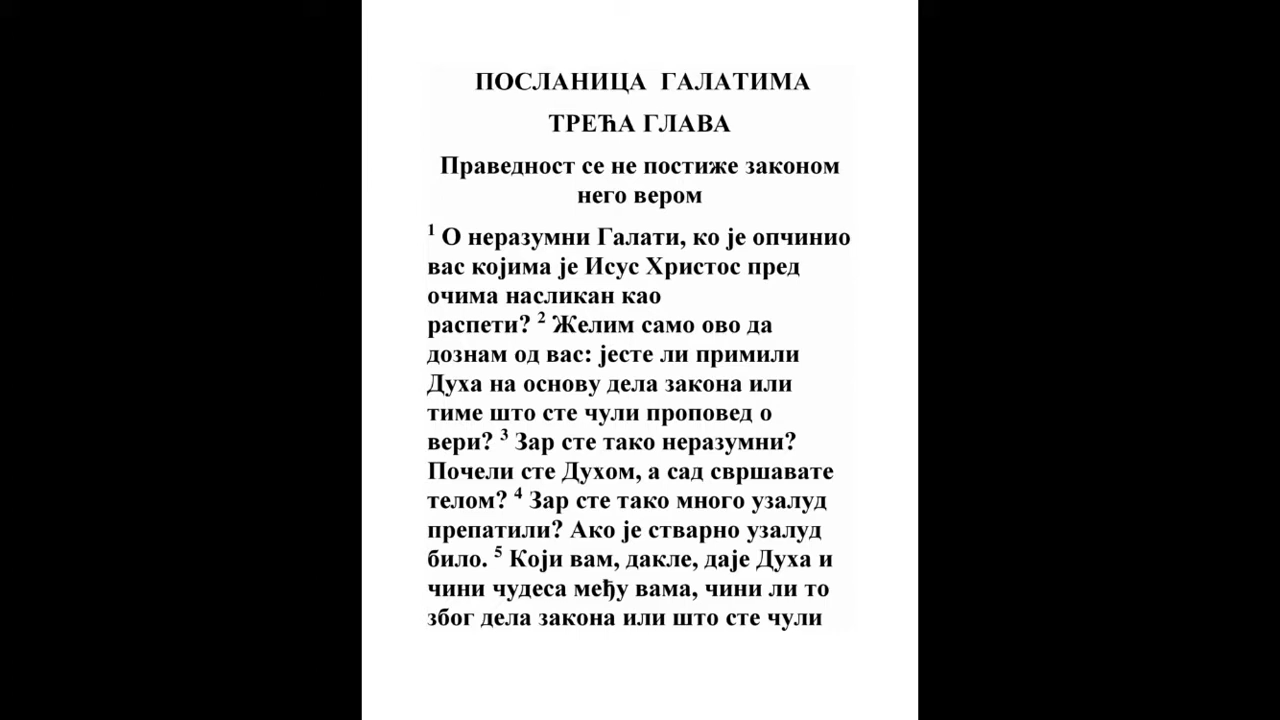 ПОСЛАНИЦА ГАЛАТИМА
ТРЕЋА ГЛАВА
Праведност се не постиже законом
него вером
1 О неразумни Галати, ко је опчинио
вас којима је Исус Христос пред
очима насликан као
распети? 2 Желим само ово да
дознам од вас: јесте ли примили
Духа на основу дела закона или
тиме што сте чули проповед о
вери? 3 Зар сте тако неразумни?
Почели сте Духом, а сад свршавате
телом? 4 Зар сте тако много узалуд
препатили? Ако је стварно узалуд
било. 5 Који вам, дакле, даје Духа и
чини чудеса међу вама, чини ли то
због дела закона или што сте чули